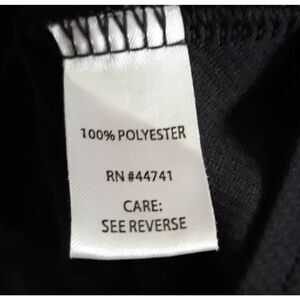 100% POLYESTER
RN #44741
CARE:
SEE REVERSE